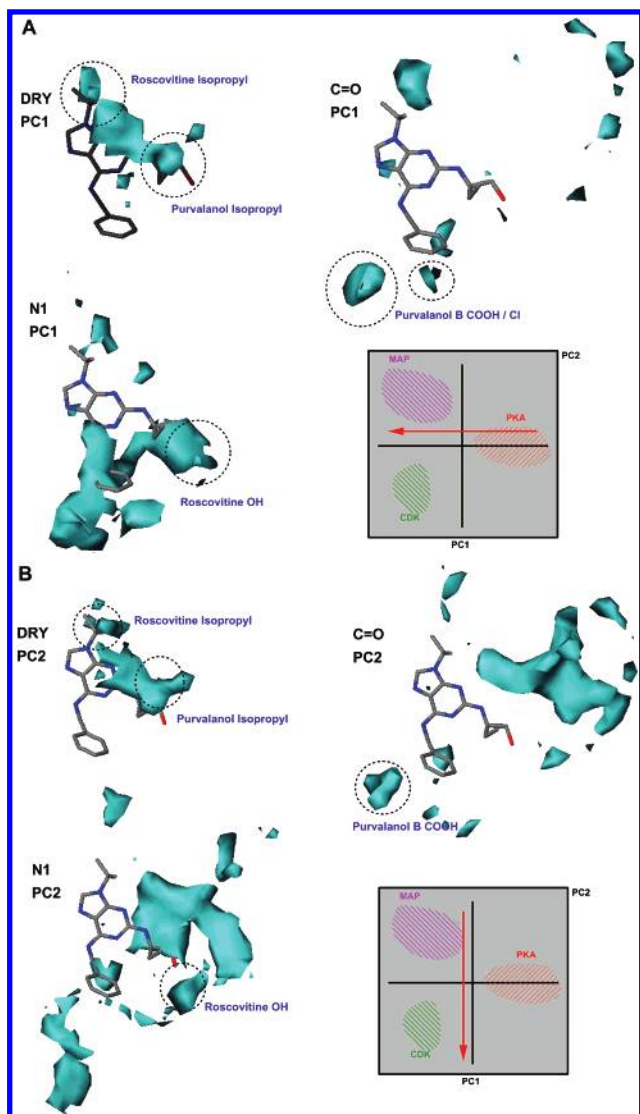 A
Roscovitine Isopropyl
DRY
PC1
Purvalanol Isopropyl
C=O
PC1
Purvalanol B COOH / Cl
N1
PC1
Roscovitine OH
PC2
MAP
PKA
CDK
PC1
B
Roscovitine Isopropyl
DRY
PC2
Purvalanol Isopropyl
C=O
PC2
Purvalanol B COOH
N1
PC2
Roscovitine OH
PC2
MAP
PKA
CDK
PC1